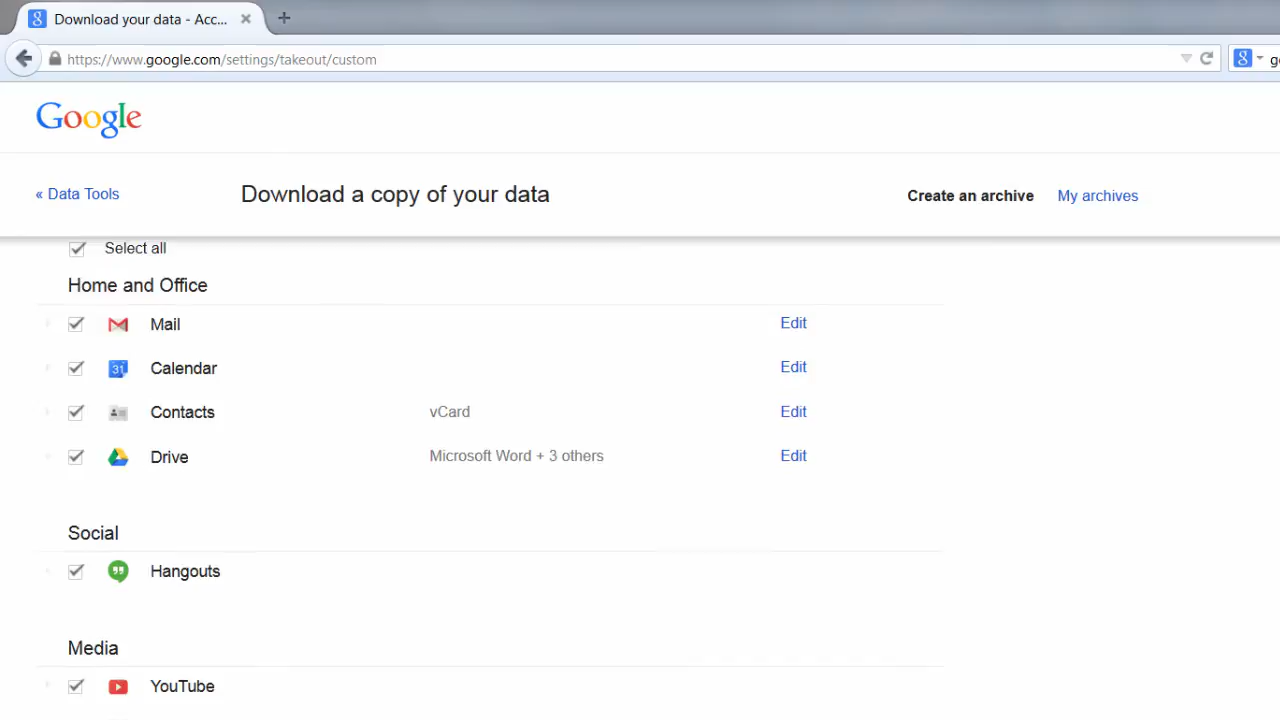 Download your data - Acc...
https://www.google.com/settings/takeout/custom
Google
« Data Tools
Download a copy of your data
Create an archive
My archives
Select all
Home and Office
Mail
Edit
31
Calendar
Edit
Contacts
vCard
Edit
Drive
Microsoft Word + 3 others
Edit
Social
Hangouts
Media
YouTube